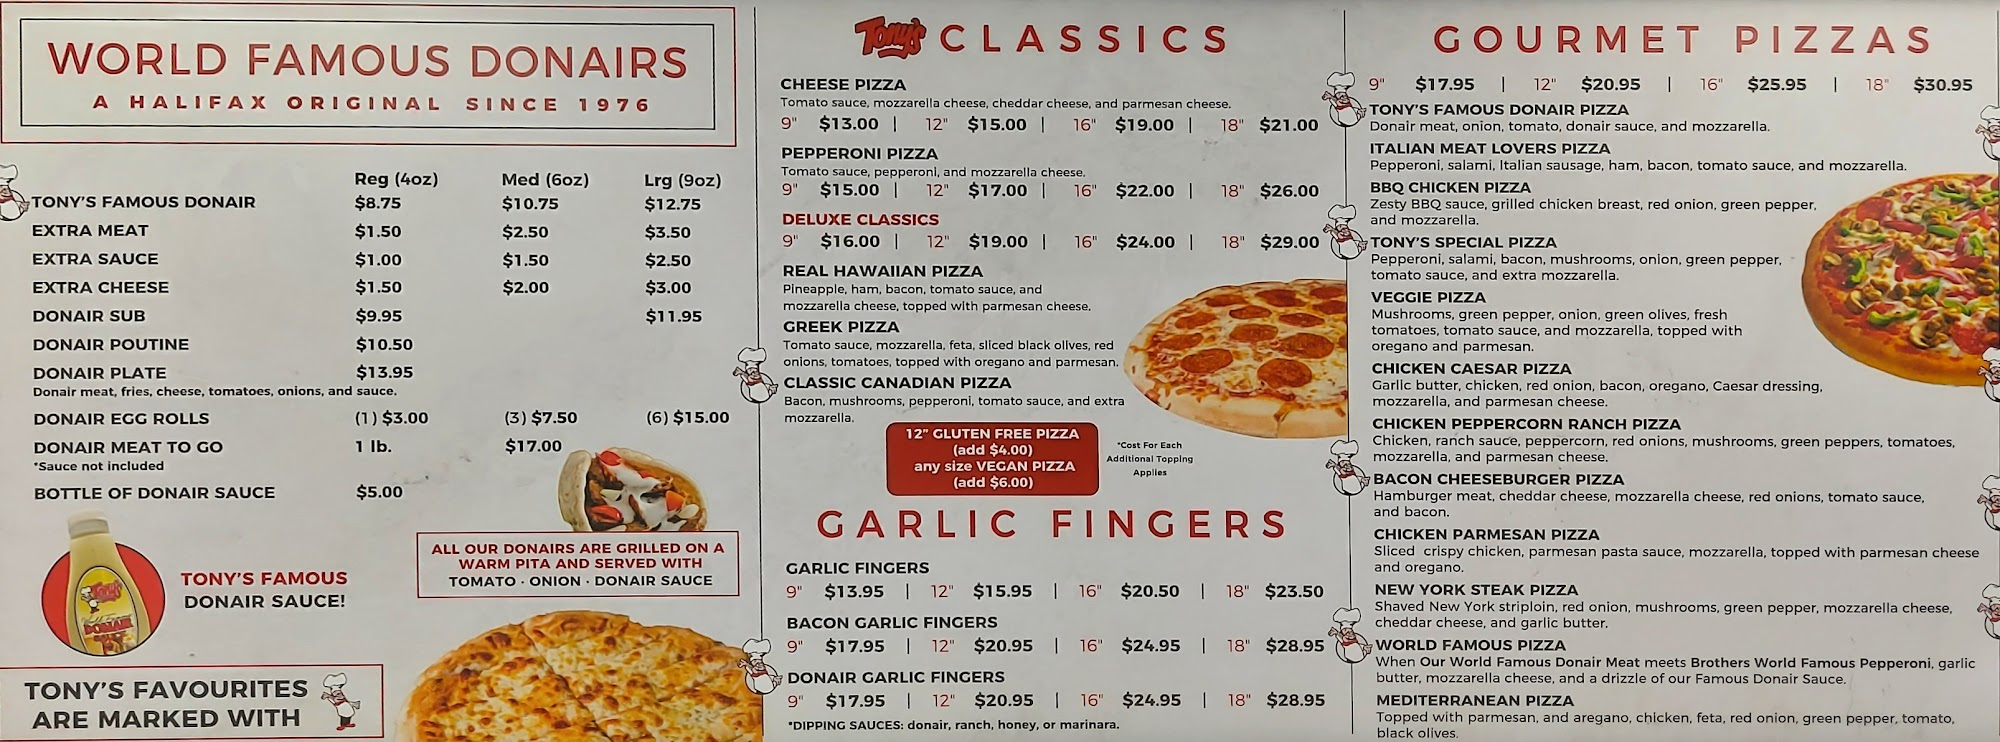 WORLD FAMOUS DONAIRS
A HALIFAX ORIGINAL SINCE 1976
Reg (4oz) Med (6oz) Lrg (9oz)
TONY'S FAMOUS DONAIR $8.75 $10.75 $12.75
EXTRA MEAT $1.50 $2.50 $3.50
EXTRA SAUCE $1.00 $1.50 $2.50
EXTRA CHEESE $1.50 $2.00 $3.00
DONAIR SUB $9.95 $11.95
DONAIR POUTINE $10.50
DONAIR PLATE $13.95
Donair meat, fries, cheese, tomatoes, onions, and sauce.
DONAIR EGG ROLLS (1) $3.00 (3) $7.50 (6) $15.00
DONAIR MEAT TO GO 1 lb. $17.00
*Sauce not included
BOTTLE OF DONAIR SAUCE $5.00
Tony's
DONAIR
SAUCE
TONY'S FAMOUS
DONAIR SAUCE!
ALL OUR DONAIRS ARE GRILLED ON A
WARM PITA AND SERVED WITH
TOMATO · ONION · DONAIR SAUCE
TONY'S FAVOURITES
ARE MARKED WITH
Tony's CLASSICS
CHEESE PIZZA
Tomato sauce, mozzarella cheese, cheddar cheese, and parmesan cheese.
9" $13.00 | 12" $15.00 | 16" $19.00 | 18" $21.00
PEPPERONI PIZZA
Tomato sauce, pepperoni, and mozzarella cheese.
9" $15.00 | 12" $17.00 | 16" $22.00 | 18" $26.00
DELUXE CLASSICS
9" $16.00 | 12" $19.00 | 16" $24.00 | 18" $29.00
REAL HAWAIIAN PIZZA
Pineapple, ham, bacon, tomato sauce, and
mozzarella cheese, topped with parmesan cheese.
GREEK PIZZA
Tomato sauce, mozzarella, feta, sliced black olives, red
onions, tomatoes, topped with oregano and parmesan.
CLASSIC CANADIAN PIZZA
Bacon, mushrooms, pepperoni, tomato sauce, and extra
mozzarella.
12" GLUTEN FREE PIZZA
(add $4.00)
any size VEGAN PIZZA
(add $6.00)
*Cost For Each
Additional Topping
Applies
GARLIC FINGERS
GARLIC FINGERS
9" $13.95 | 12" $15.95 | 16" $20.50 | 18" $23.50
BACON GARLIC FINGERS
9" $17.95 | 12" $20.95 | 16" $24.95 | 18" $28.95
DONAIR GARLIC FINGERS
9" $17.95 | 12" $20.95 | 16" $24.95 | 18" $28.95
*DIPPING SAUCES: donair, ranch, honey, or marinara.
GOURMET PIZZAS
9" $17.95 | 12" $20.95 | 16" $25.95 | 18" $30.95
TONY'S FAMOUS DONAIR PIZZA
Donair meat, onion, tomato, donair sauce, and mozzarella.
ITALIAN MEAT LOVERS PIZZA
Pepperoni, salami, Italian sausage, ham, bacon, tomato sauce, and mozzarella.
BBQ CHICKEN PIZZA
Zesty BBQ sauce, grilled chicken breast, red onion, green pepper,
and mozzarella.
TONY'S SPECIAL PIZZA
Pepperoni, salami, bacon, mushrooms, onion, green pepper,
tomato sauce, and extra mozzarella.
VEGGIE PIZZA
Mushrooms, green pepper, onion, green olives, fresh
tomatoes, tomato sauce, and mozzarella, topped with
oregano and parmesan.
CHICKEN CAESAR PIZZA
Garlic butter, chicken, red onion, bacon, oregano, Caesar dressing,
mozzarella, and parmesan cheese.
CHICKEN PEPPERCORN RANCH PIZZA
Chicken, ranch sauce, peppercorn, red onions, mushrooms, green peppers, tomatoes,
mozzarella, and parmesan cheese.
BACON CHEESEBURGER PIZZA
Hamburger meat, cheddar cheese, mozzarella cheese, red onions, tomato sauce,
and bacon.
CHICKEN PARMESAN PIZZA
Sliced crispy chicken, parmesan pasta sauce, mozzarella, topped with parmesan cheese
and oregano.
NEW YORK STEAK PIZZA
Shaved New York striploin, red onion, mushrooms, green pepper, mozzarella cheese,
cheddar cheese, and garlic butter.
WORLD FAMOUS PIZZA
When Our World Famous Donair Meat meets Brothers World Famous Pepperoni, garlic
butter, mozzarella cheese, and a drizzle of our Famous Donair Sauce.
MEDITERRANEAN PIZZA
Topped with parmesan, and aregano, chicken, feta, red onion, green pepper, tomato,
black olives.